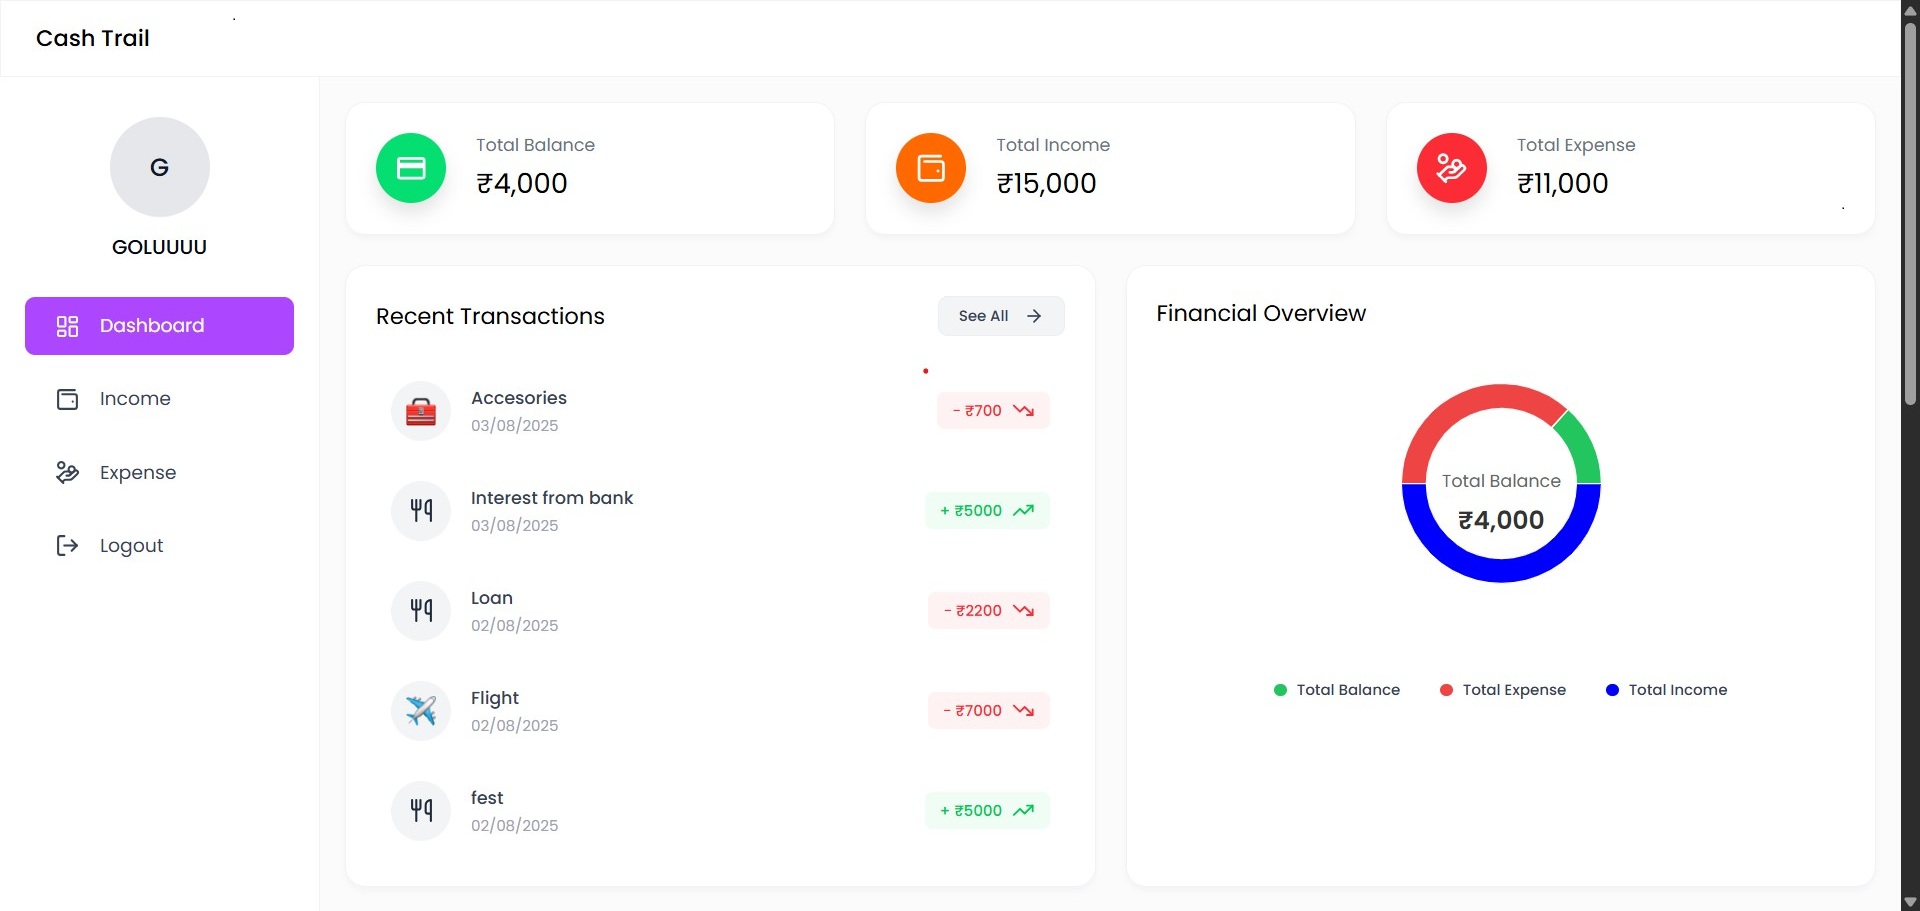 Cash Trail
G
GOLUUUU
Dashboard
Income
Expense
Logout
Total Balance
₹4,000
Total Income
₹15,000
Total Expense
₹11,000
Recent Transactions
See All
Accesories
03/08/2025
- ₹700
Interest from bank
03/08/2025
+ ₹5000
Loan
02/08/2025
- ₹2200
Flight
02/08/2025
- ₹7000
fest
02/08/2025
+ ₹5000
Financial Overview
Total Balance
₹4,000
Total Balance
Total Expense
Total Income